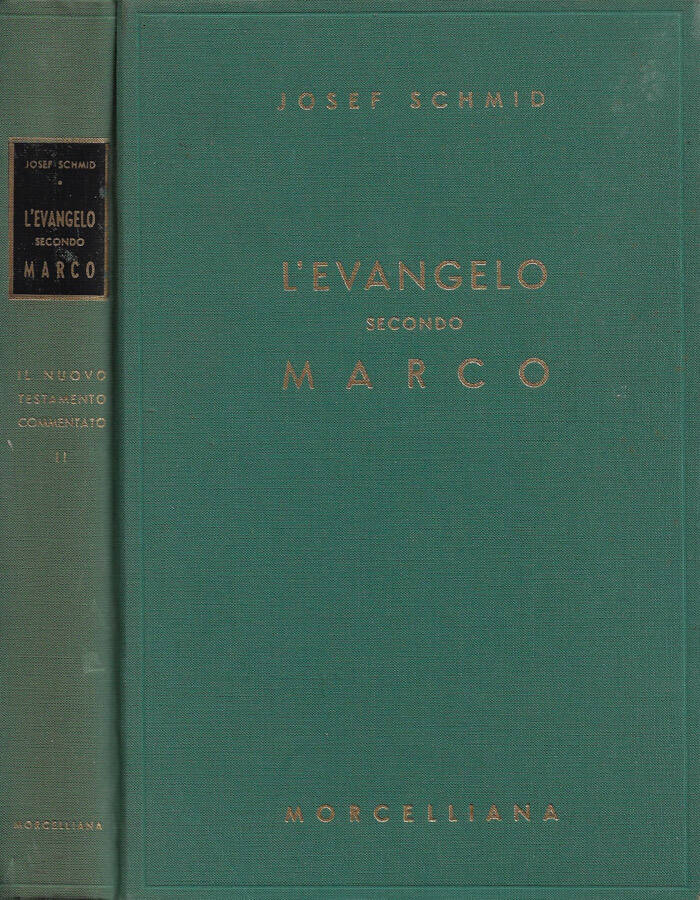 JOSEF SCHMID
L'EVANGELO
SECONDO
MARCO
IL NUOVO
TESTAMENTO
COMMENTATO
II
MORCELLIANA
JOSEF SCHMID
L'EVANGELO
SECONDO
MARCO
MORCELLIANA